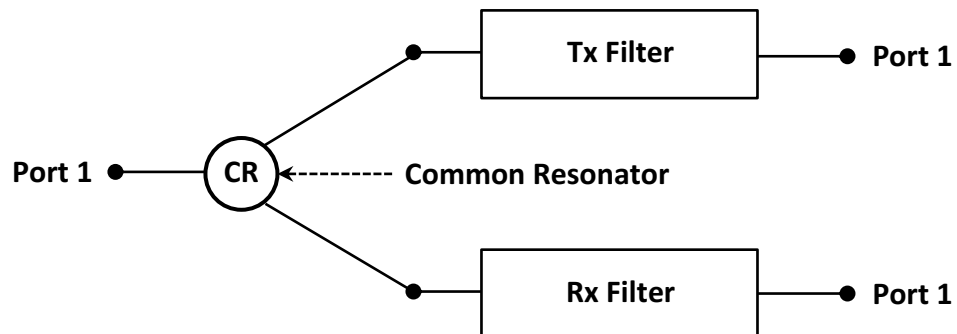 Tx Filter
Port 1
Port 1
CR
Common Resonator
Rx Filter
Port 1